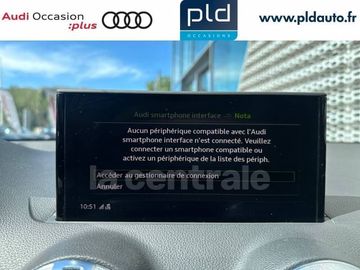 Audi Occasion
:plus
pld
OCCASIONS
www.pldauto.fr
Audi smartphone interface Nota
Aucun périphérique compatible avec l'Audi
smartphone interface n'est connecté. Veuillez
connecter un smartphone compatible ou
activez un périphérique de la liste des périph.
la centrale
Accéder au gestionnaire de connexion
Annuler
10:51